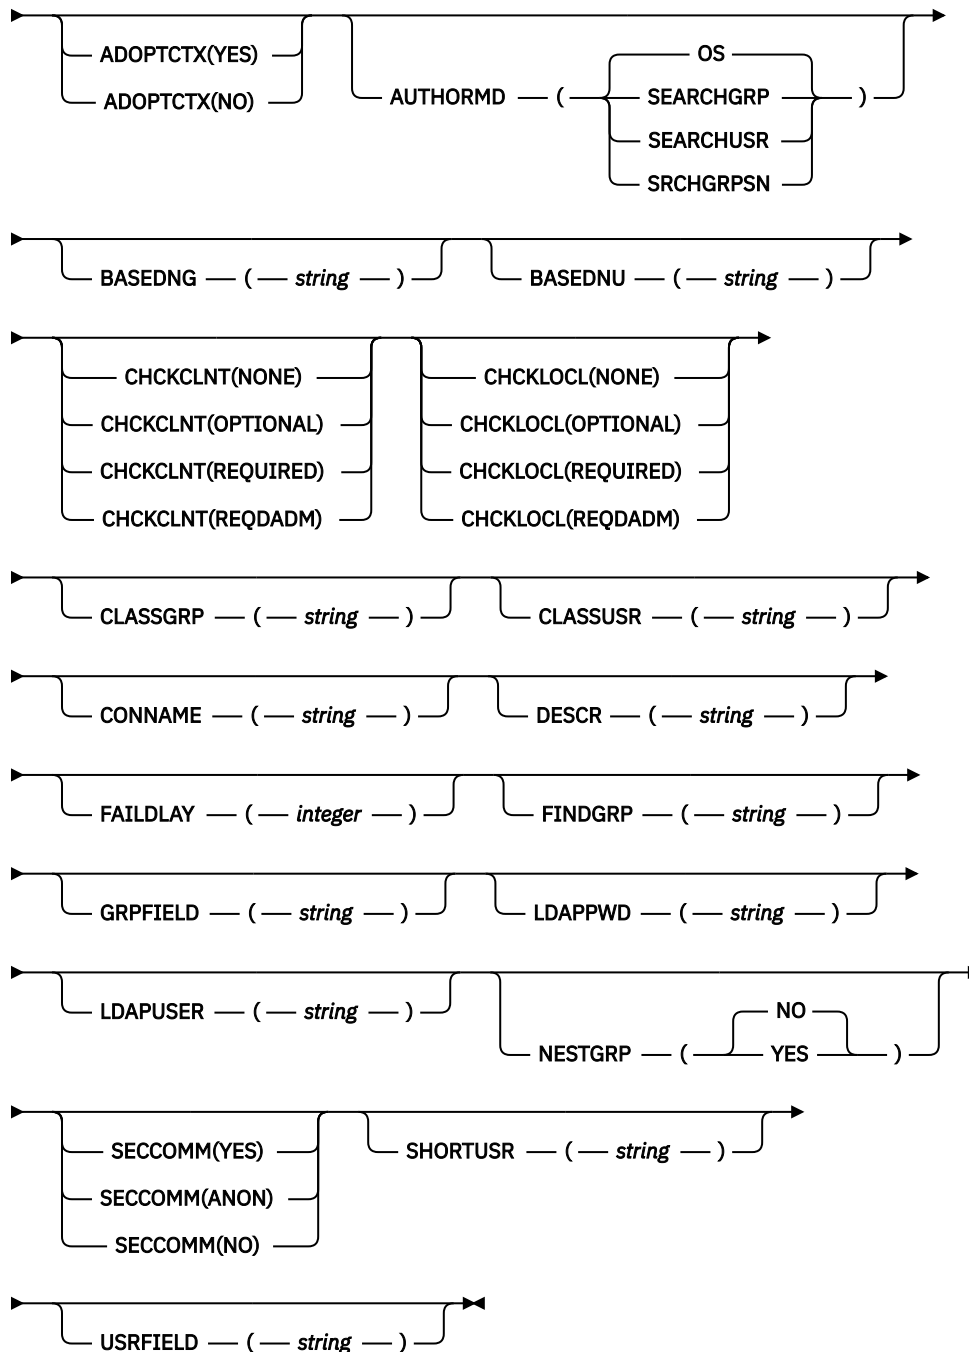 ADOPTCTX(YES)
ADOPTCTX(NO)
OS
AUTHORMD ( SEARCHGRP )
SEARCHUSR
SRCHGRPSN
BASEDNG ( string ) BASEDNU ( string )
CHCKCLNT(NONE) CHCKLOCL(NONE)
CHCKCLNT(OPTIONAL) CHCKLOCL(OPTIONAL)
CHCKCLNT(REQUIRED) CHCKLOCL(REQUIRED)
CHCKCLNT(REQDADM) CHCKLOCL(REQDADM)
CLASSGRP ( string ) CLASSUSR ( string )
CONNAME ( string ) DESCR ( string )
FAILDLAY ( integer ) FINDGRP ( string )
GRPFIELD ( string ) LDAPPWD ( string )
LDAPUSER ( string )
NO
NESTGRP ( YES )
SECCOMM(YES) SHORTUSR ( string )
SECCOMM(ANON)
SECCOMM(NO)
USRFIELD ( string )